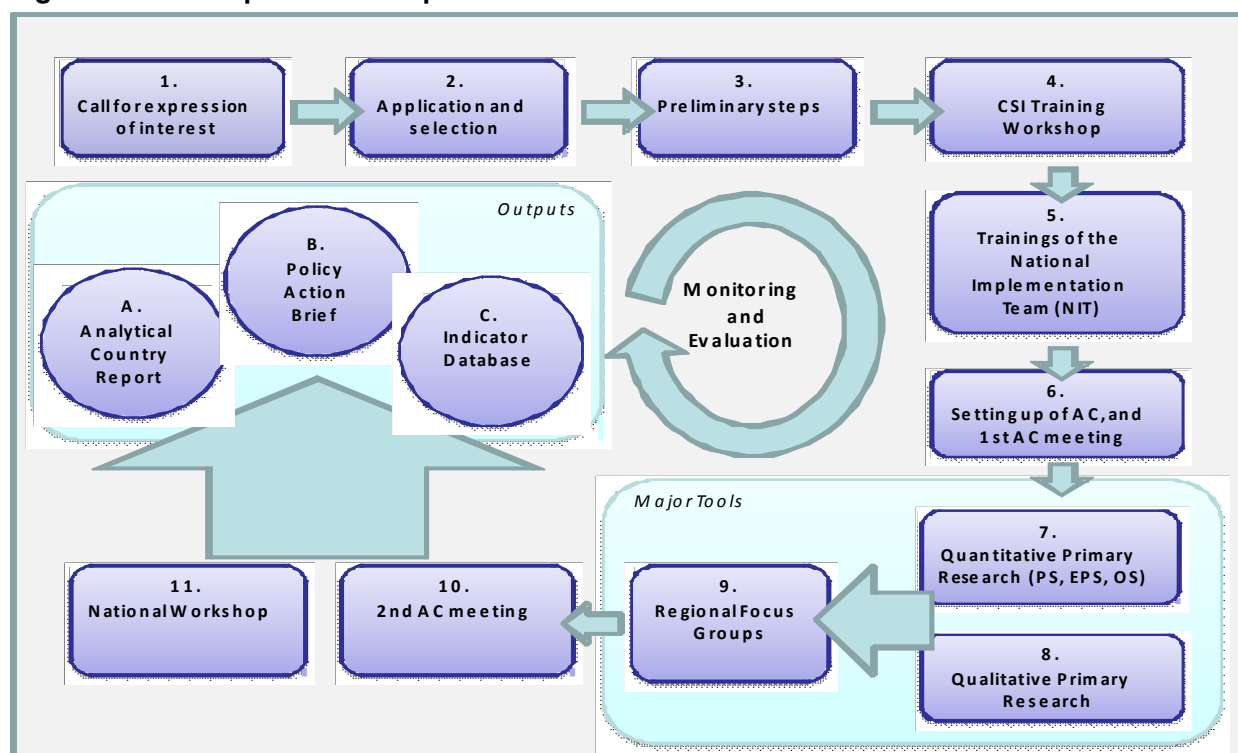 1.
Call for expression
of interest
2.
Application and
selection
3.
Preliminary steps
4.
CSI Training
Workshop
5.
Trainings of the
National
Implementation
Team (NIT)
6.
Setting up of AC, and
1st AC meeting
Major Tools
7.
Quantitative Primary
Research (PS, EPS, OS)
8.
Qualitative Primary
Research
9.
Regional Focus
Groups
10.
2nd AC meeting
11.
National Workshop
Outputs
A.
Analytical
Country
Report
B.
Policy
Action
Brief
C.
Indicator
Database
Monitoring
and
Evaluation